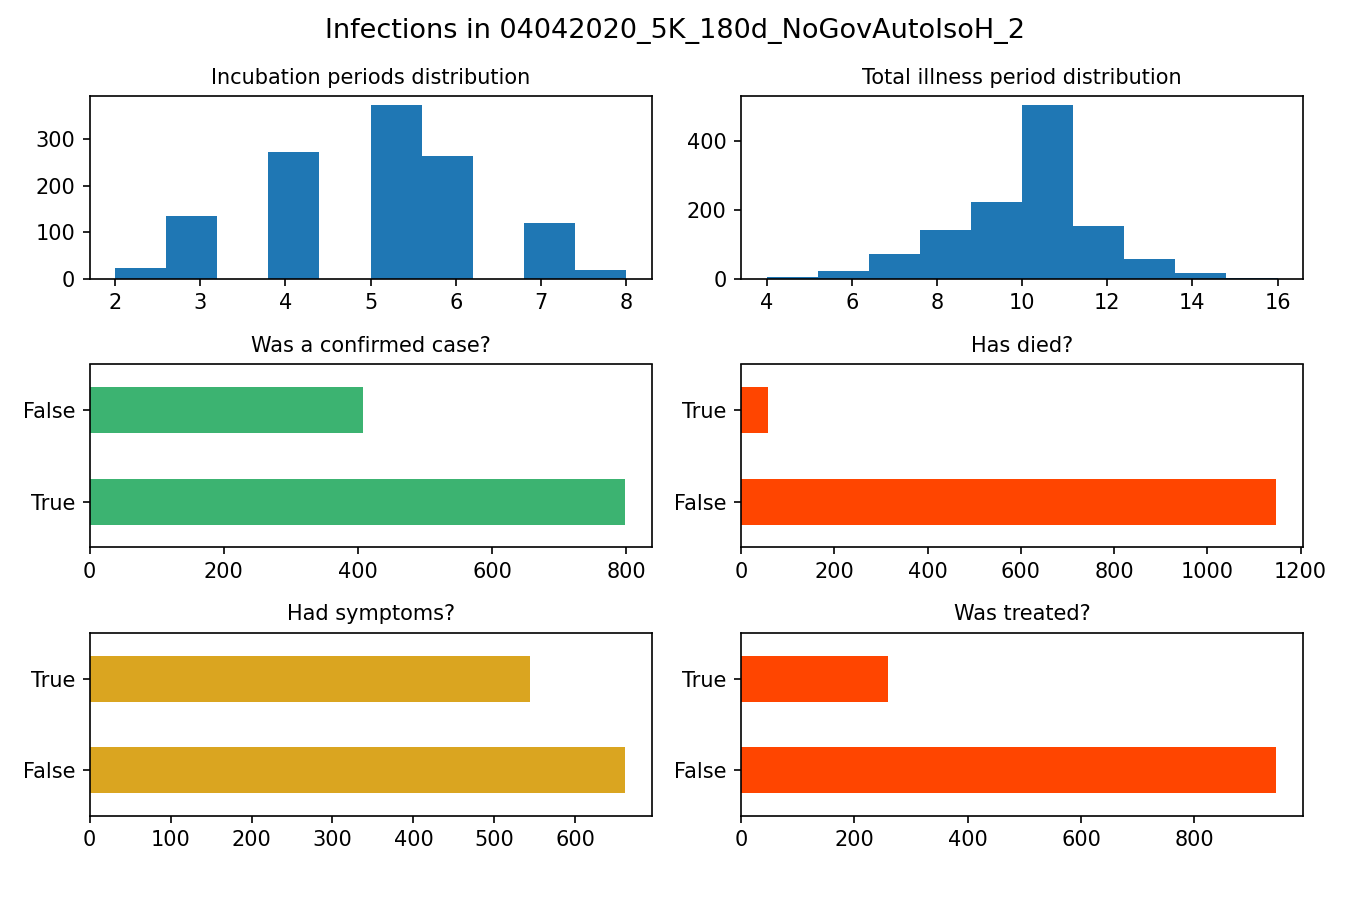 Infections in 04042020_5K_180d_NoGovAutoIsoH_2
Incubation periods distribution
300
200
100
0
2 3 4 5 6 7 8
Total illness period distribution
400
200
0
4 6 8 10 12 14 16
Was a confirmed case?
False
True
0 200 400 600 800
Has died?
True
False
0 200 400 600 800 1000 1200
Had symptoms?
True
False
0 100 200 300 400 500 600
Was treated?
True
False
0 200 400 600 800